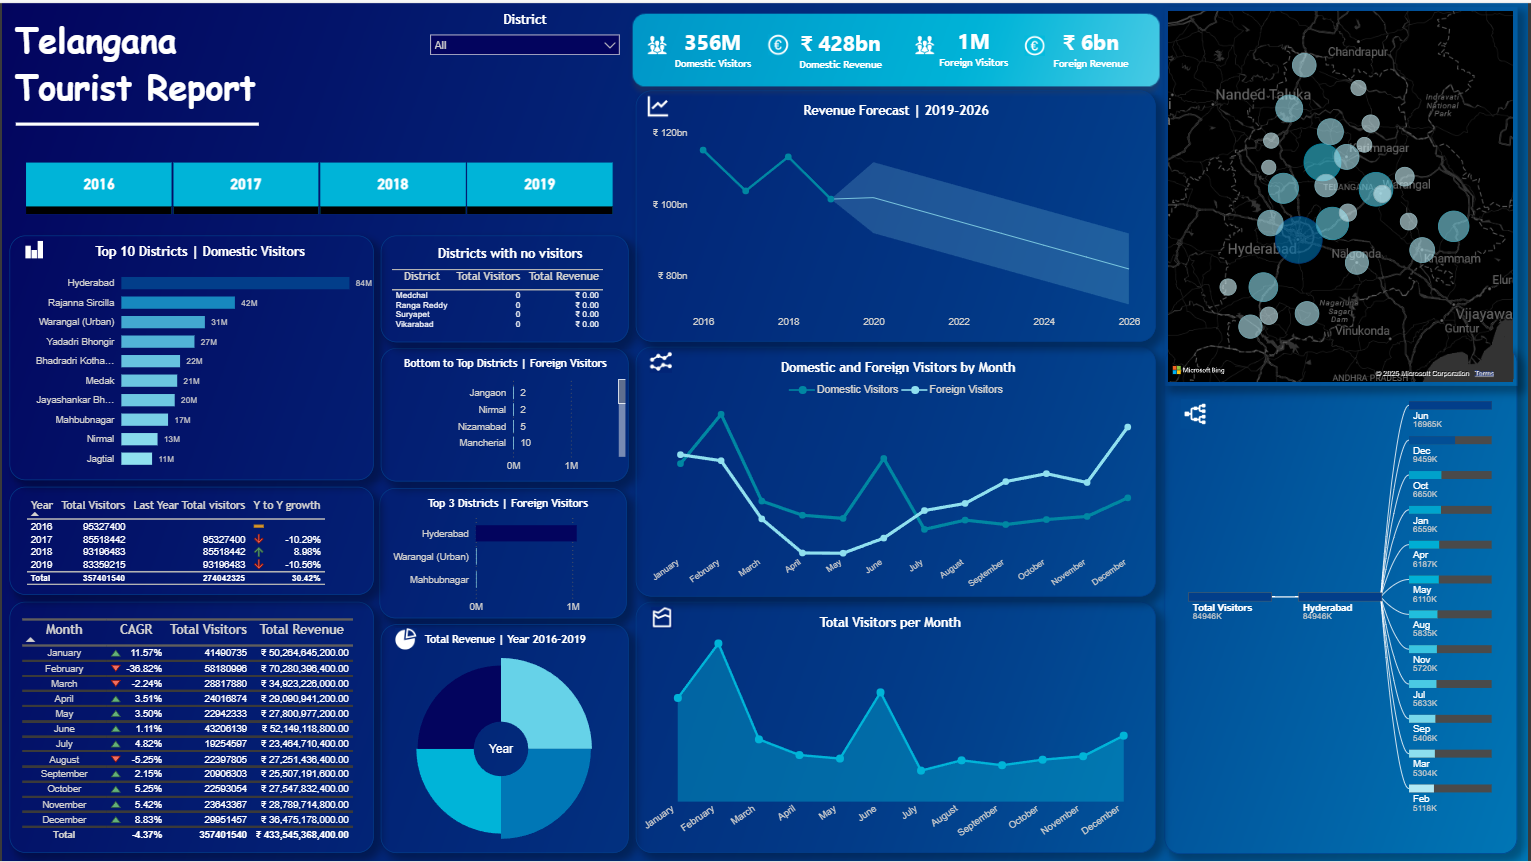 Telangana
Tourist Report
District
All
356M
Domestic Visitors
₹ 428bn
Domestic Revenue
1M
Foreign Visitors
₹ 6bn
Foreign Revenue
2016 2017 2018 2019
Top 10 Districts | Domestic Visitors
Hyderabad 84M
Rajanna Sircilla 42M
Warangal (Urban) 31M
Yadadri Bhongir 27M
Bhadradri Kotha... 22M
Medak 21M
Jayashankar Bh... 20M
Mahbubnagar 17M
Nirmal 13M
Jagtial 11M
Districts with no visitors
District Total Visitors Total Revenue
Medchal 0 ₹ 0.00
Ranga Reddy 0 ₹ 0.00
Suryapet 0 ₹ 0.00
Vikarabad 0 ₹ 0.00
Bottom to Top Districts | Foreign Visitors
Jangaon 2
Nirmal 2
Nizamabad 5
Mancherial 10
0M 1M
Year Total Visitors Last Year Total visitors Y to Y growth
2016 95327400
2017 85518442 95327400 -10.29%
2018 93196483 85518442 8.98%
2019 83359215 93196483 -10.56%
Total 357401540 274042325 30.42%
Top 3 Districts | Foreign Visitors
Hyderabad
Warangal (Urban)
Mahbubnagar
0M 1M
Month CAGR Total Visitors Total Revenue
January 11.57% 41490735 ₹ 50,264,645,200.00
February -36.82% 58180996 ₹ 70,280,396,400.00
March -2.24% 28817880 ₹ 34,923,226,000.00
April 3.51% 24016874 ₹ 29,090,941,200.00
May 3.50% 22942333 ₹ 27,800,977,200.00
June 1.11% 43206139 ₹ 52,149,118,800.00
July 4.82% 19254597 ₹ 23,464,710,400.00
August -5.25% 22397805 ₹ 27,251,436,400.00
September 2.15% 20906303 ₹ 25,507,191,600.00
October 5.25% 22593054 ₹ 27,547,832,400.00
November 5.42% 23643367 ₹ 28,789,714,800.00
December 8.83% 29951457 ₹ 36,475,178,000.00
Total -4.37% 357401540 ₹ 433,545,368,400.00
Total Revenue | Year 2016-2019
Year
Revenue Forecast | 2019-2026
₹ 120bn
₹ 100bn
₹ 80bn
2016 2018 2020 2022 2024 2026
Domestic and Foreign Visitors by Month
Domestic Visitors Foreign Visitors
January February March April May June July August September October November December
Total Visitors per Month
January February March April May June July August September October November December
Chandrapur
Nanded-Taluka
Indravati
National
Park
Karimnagar
TELANGANA
Warangal
Hyderabad
Nalgonda
Khammam
Elur
Nagarjuna
Sagari
Dam
Vijayawa
Vinukonda
Guntur
ANDHRA PRADESH
Microsoft Bing
© 2025 Microsoft Corporation Terms
Total Visitors
84946K
Hyderabad
84946K
Jun
16965K
Dec
9459K
Oct
6650K
Jan
6559K
Apr
6187K
May
6110K
Aug
5835K
Nov
5720K
Jul
5633K
Sep
5406K
Mar
5304K
Feb
5118K